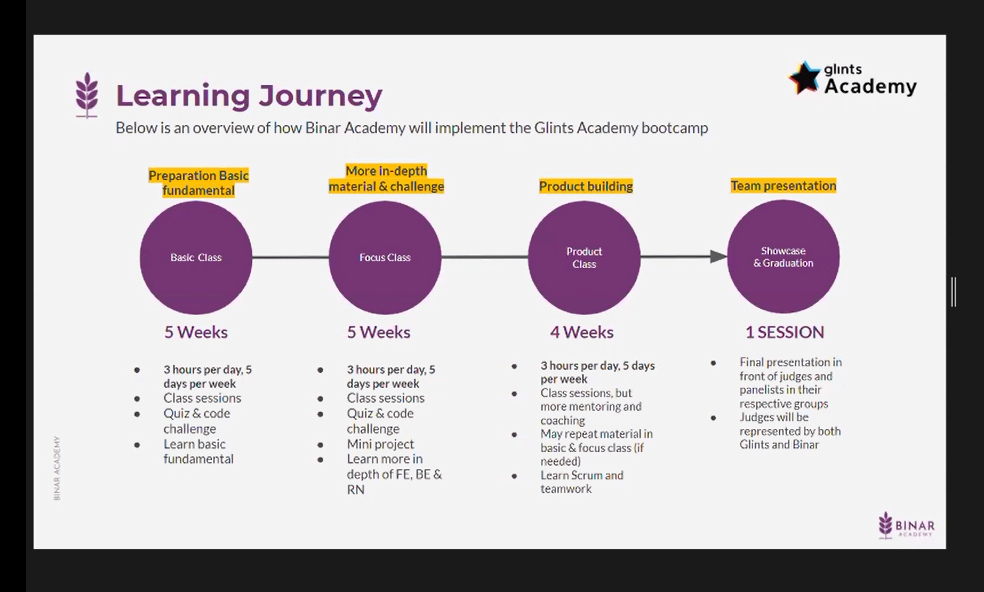 glints
Academy
Learning Journey
Below is an overview of how Binar Academy will implement the Glints Academy bootcamp
Preparation Basic
fundamental
Basic Class
5 Weeks
3 hours per day, 5
days per week
Class sessions
Quiz & code
challenge
Learn basic
fundamental
More in-depth
material & challenge
Focus Class
5 Weeks
3 hours per day, 5
days per week
Class sessions
Quiz & code
challenge
Mini project
Learn more in
depth of FE, BE &
RN
Product building
Product
Class
4 Weeks
3 hours per day, 5 days
per week
Class sessions, but
more mentoring and
coaching
May repeat material in
basic & focus class (if
needed)
Learn Scrum and
teamwork
Team presentation
Showcase
& Graduation
1 SESSION
Final presentation in
front of judges and
panelists in their
respective groups
Judges will be
represented by both
Glints and Binar
BINAR ACADEMY
BINAR
ACADEMY